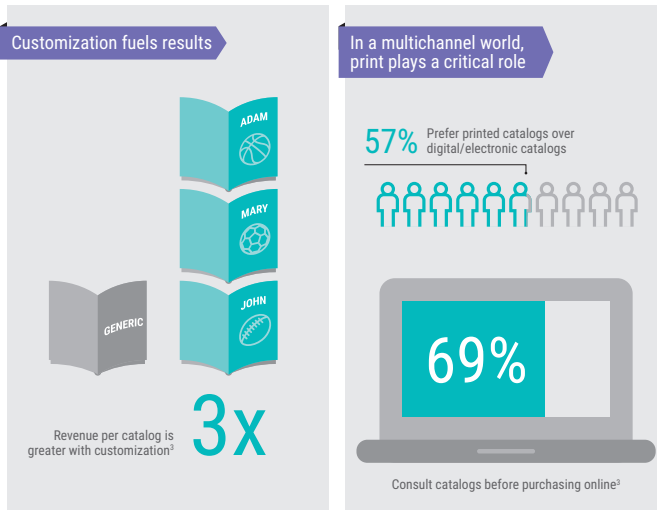 Customization fuels results
ADAM
MARY
JOHN
GENERIC
Revenue per catalog is
greater with customization³
3x
In a multichannel world,
print plays a critical role
57%
Prefer printed catalogs over
digital/electronic catalogs
69%
Consult catalogs before purchasing online³